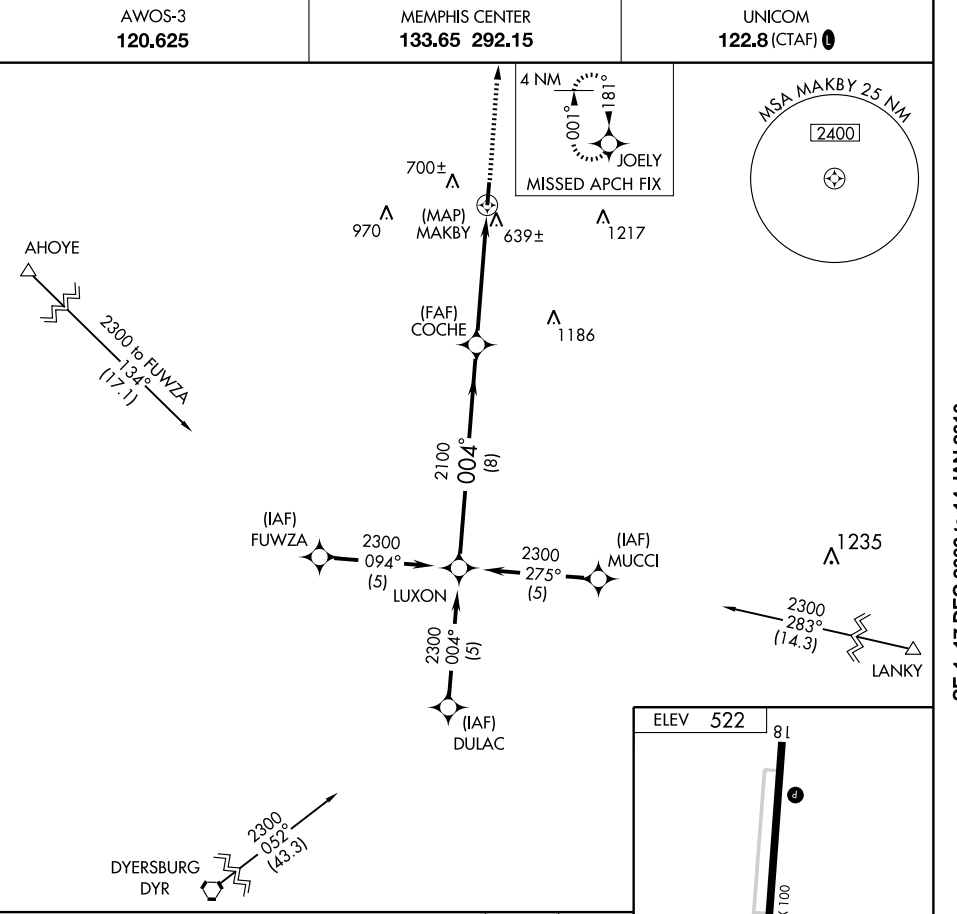 AWOS-3
120.625
MEMPHIS CENTER
133.65 292.15
UNICOM
122.8 (CTAF) L
4 NM
001°
181°
JOELY
MISSED APCH FIX
MSA MAKBY 25 NM
2400
700±
970
(MAP)
MAKBY
639±
1217
AHOYE
2300 to FUWZA
134°
(17.1)
(FAF)
COCHE
1186
2100
004°
(8)
(IAF)
FUWZA
2300
094°
(5)
LUXON
2300
275°
(5)
(IAF)
MUCCI
1235
2300
004°
(5)
2300
283°
(14.3)
LANKY
(IAF)
DULAC
ELEV 522
18
P
X 100
2300
052°
(43.3)
DYERSBURG
DYR